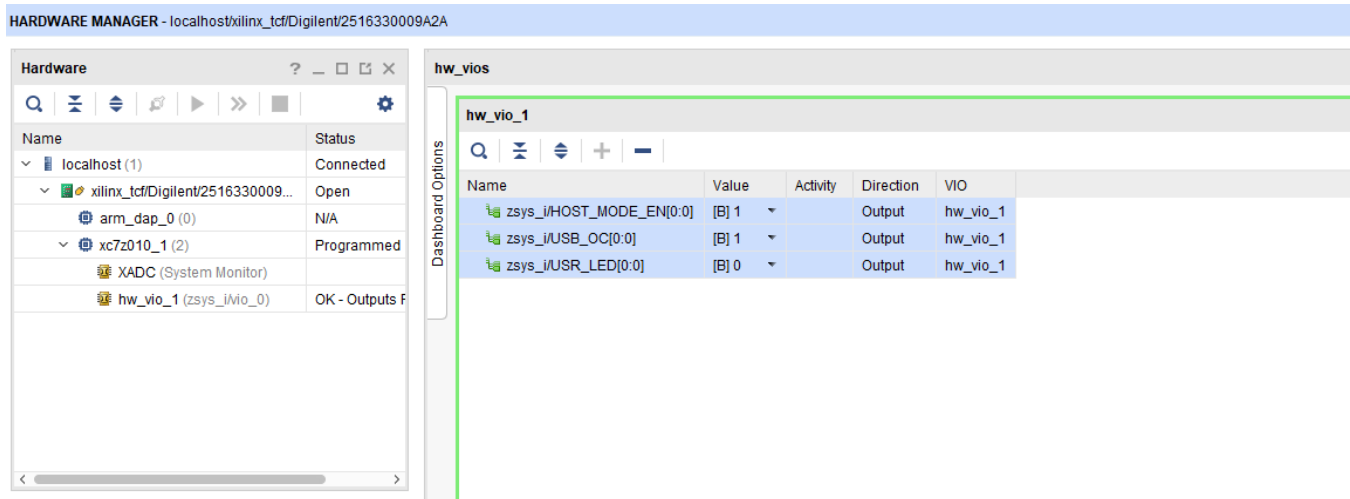 HARDWARE MANAGER - localhost/xilinx_tcf/Digilent/2516330009A2A
Hardware
Name Status
localhost (1) Connected
xilinx_tcf/Digilent/2516330009... Open
arm_dap_0 (0) N/A
xc7z010_1 (2) Programmed
XADC (System Monitor)
hw_vio_1 (zsys_i/vio_0) OK - Outputs
hw_vios
Dashboard Options
hw_vio_1
Name Value Activity Direction VIO
zsys_i/HOST_MODE_EN[0:0] [B] 1 Output hw_vio_1
zsys_i/USB_OC[0:0] [B] 1 Output hw_vio_1
zsys_i/USR_LED[0:0] [B] 0 Output hw_vio_1